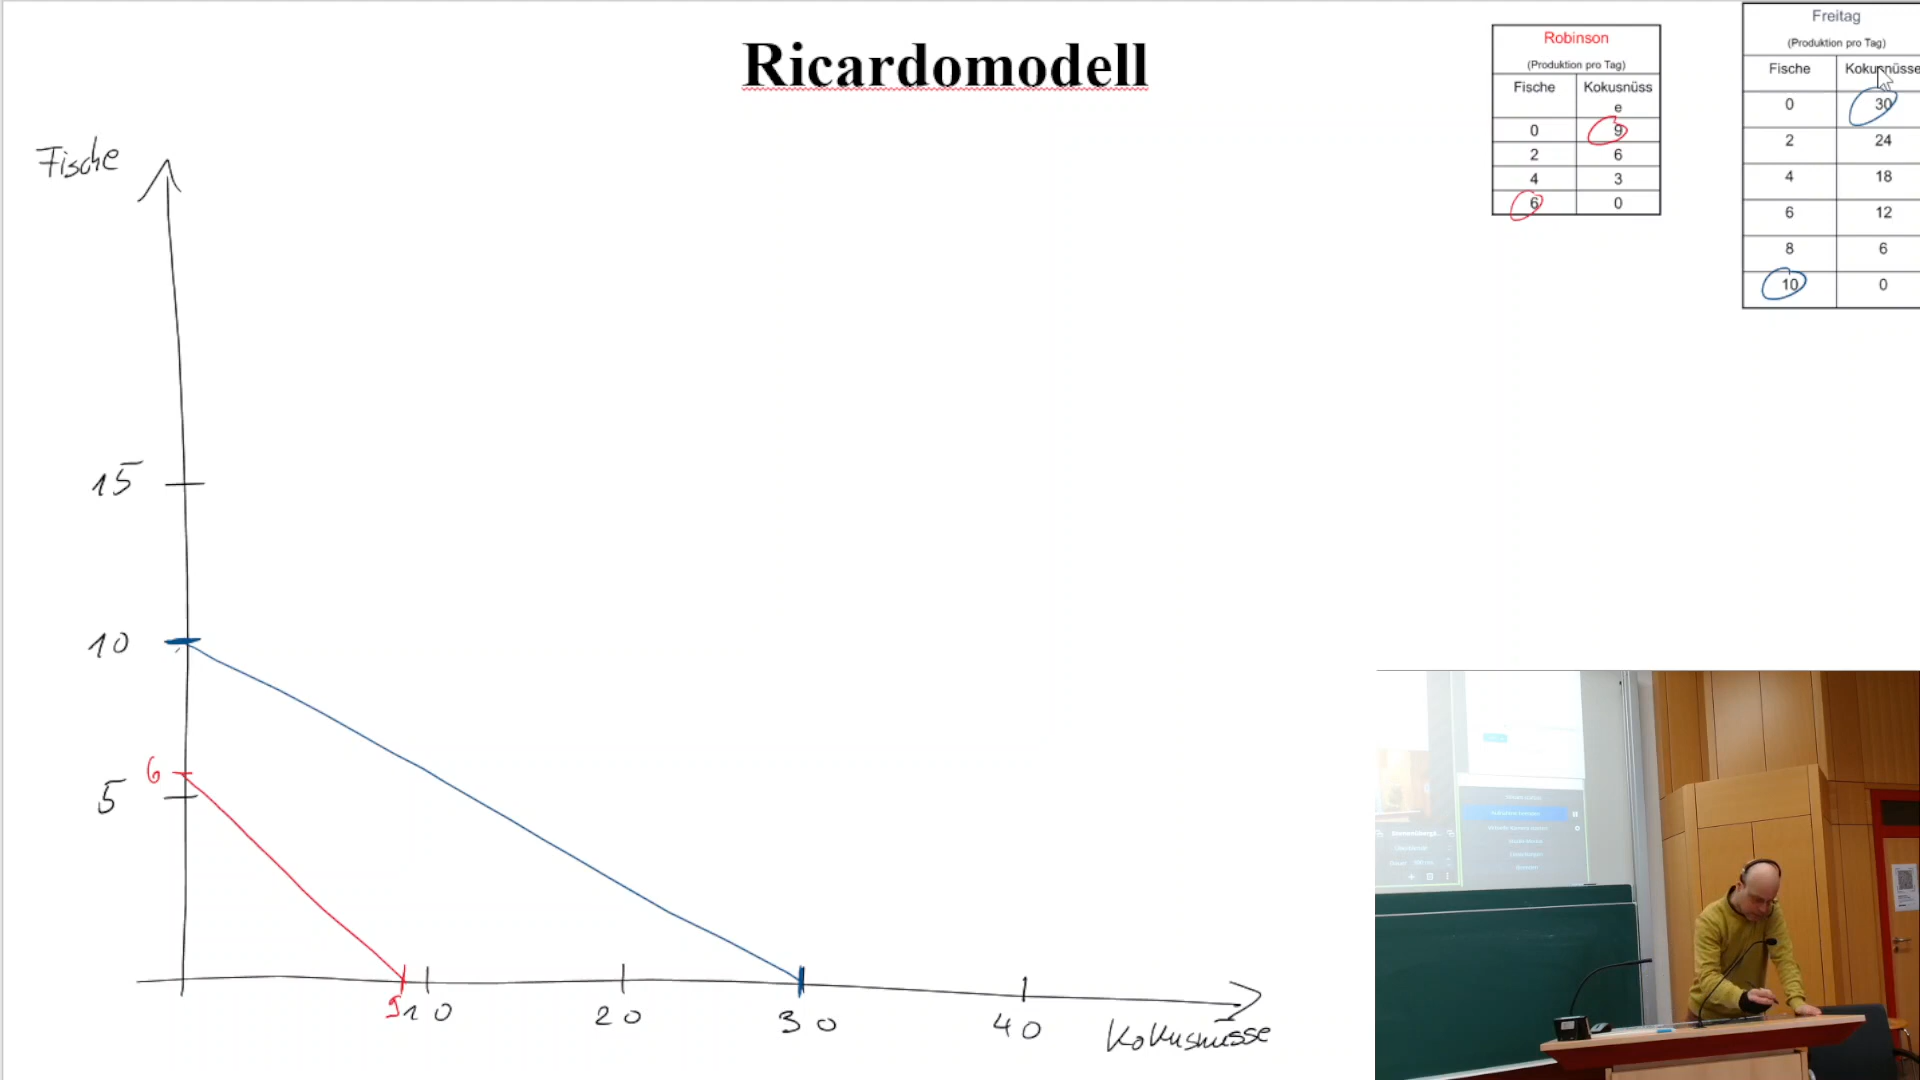 Ricardomodell
Robinson
(Produktion pro Tag)
Fische Kokusnüss
e
0 9
2 6
4 3
6 0
Freitag
(Produktion pro Tag)
Fische Kokusnüsse
0 30
2 24
4 18
6 12
8 6
10 0
Fische
15
10
6
5
9 10 20 30 40
Kokusnüsse